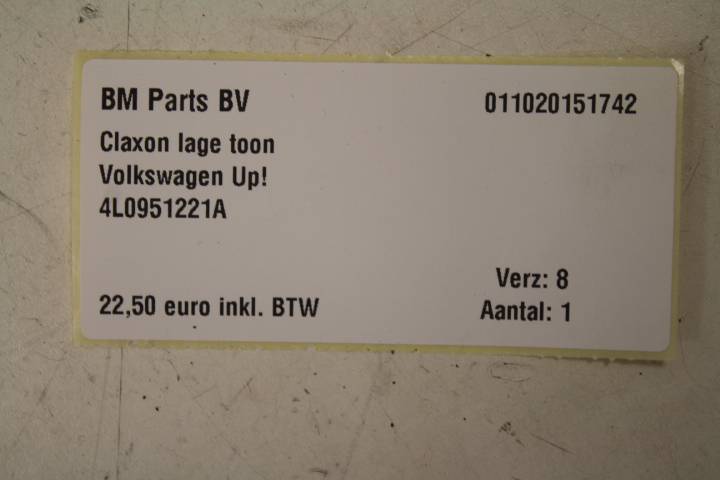 BM Parts BV 011020151742
Claxon lage toon
Volkswagen Up!
4L0951221A
Verz: 8
22,50 euro inkl. BTW Aantal: 1